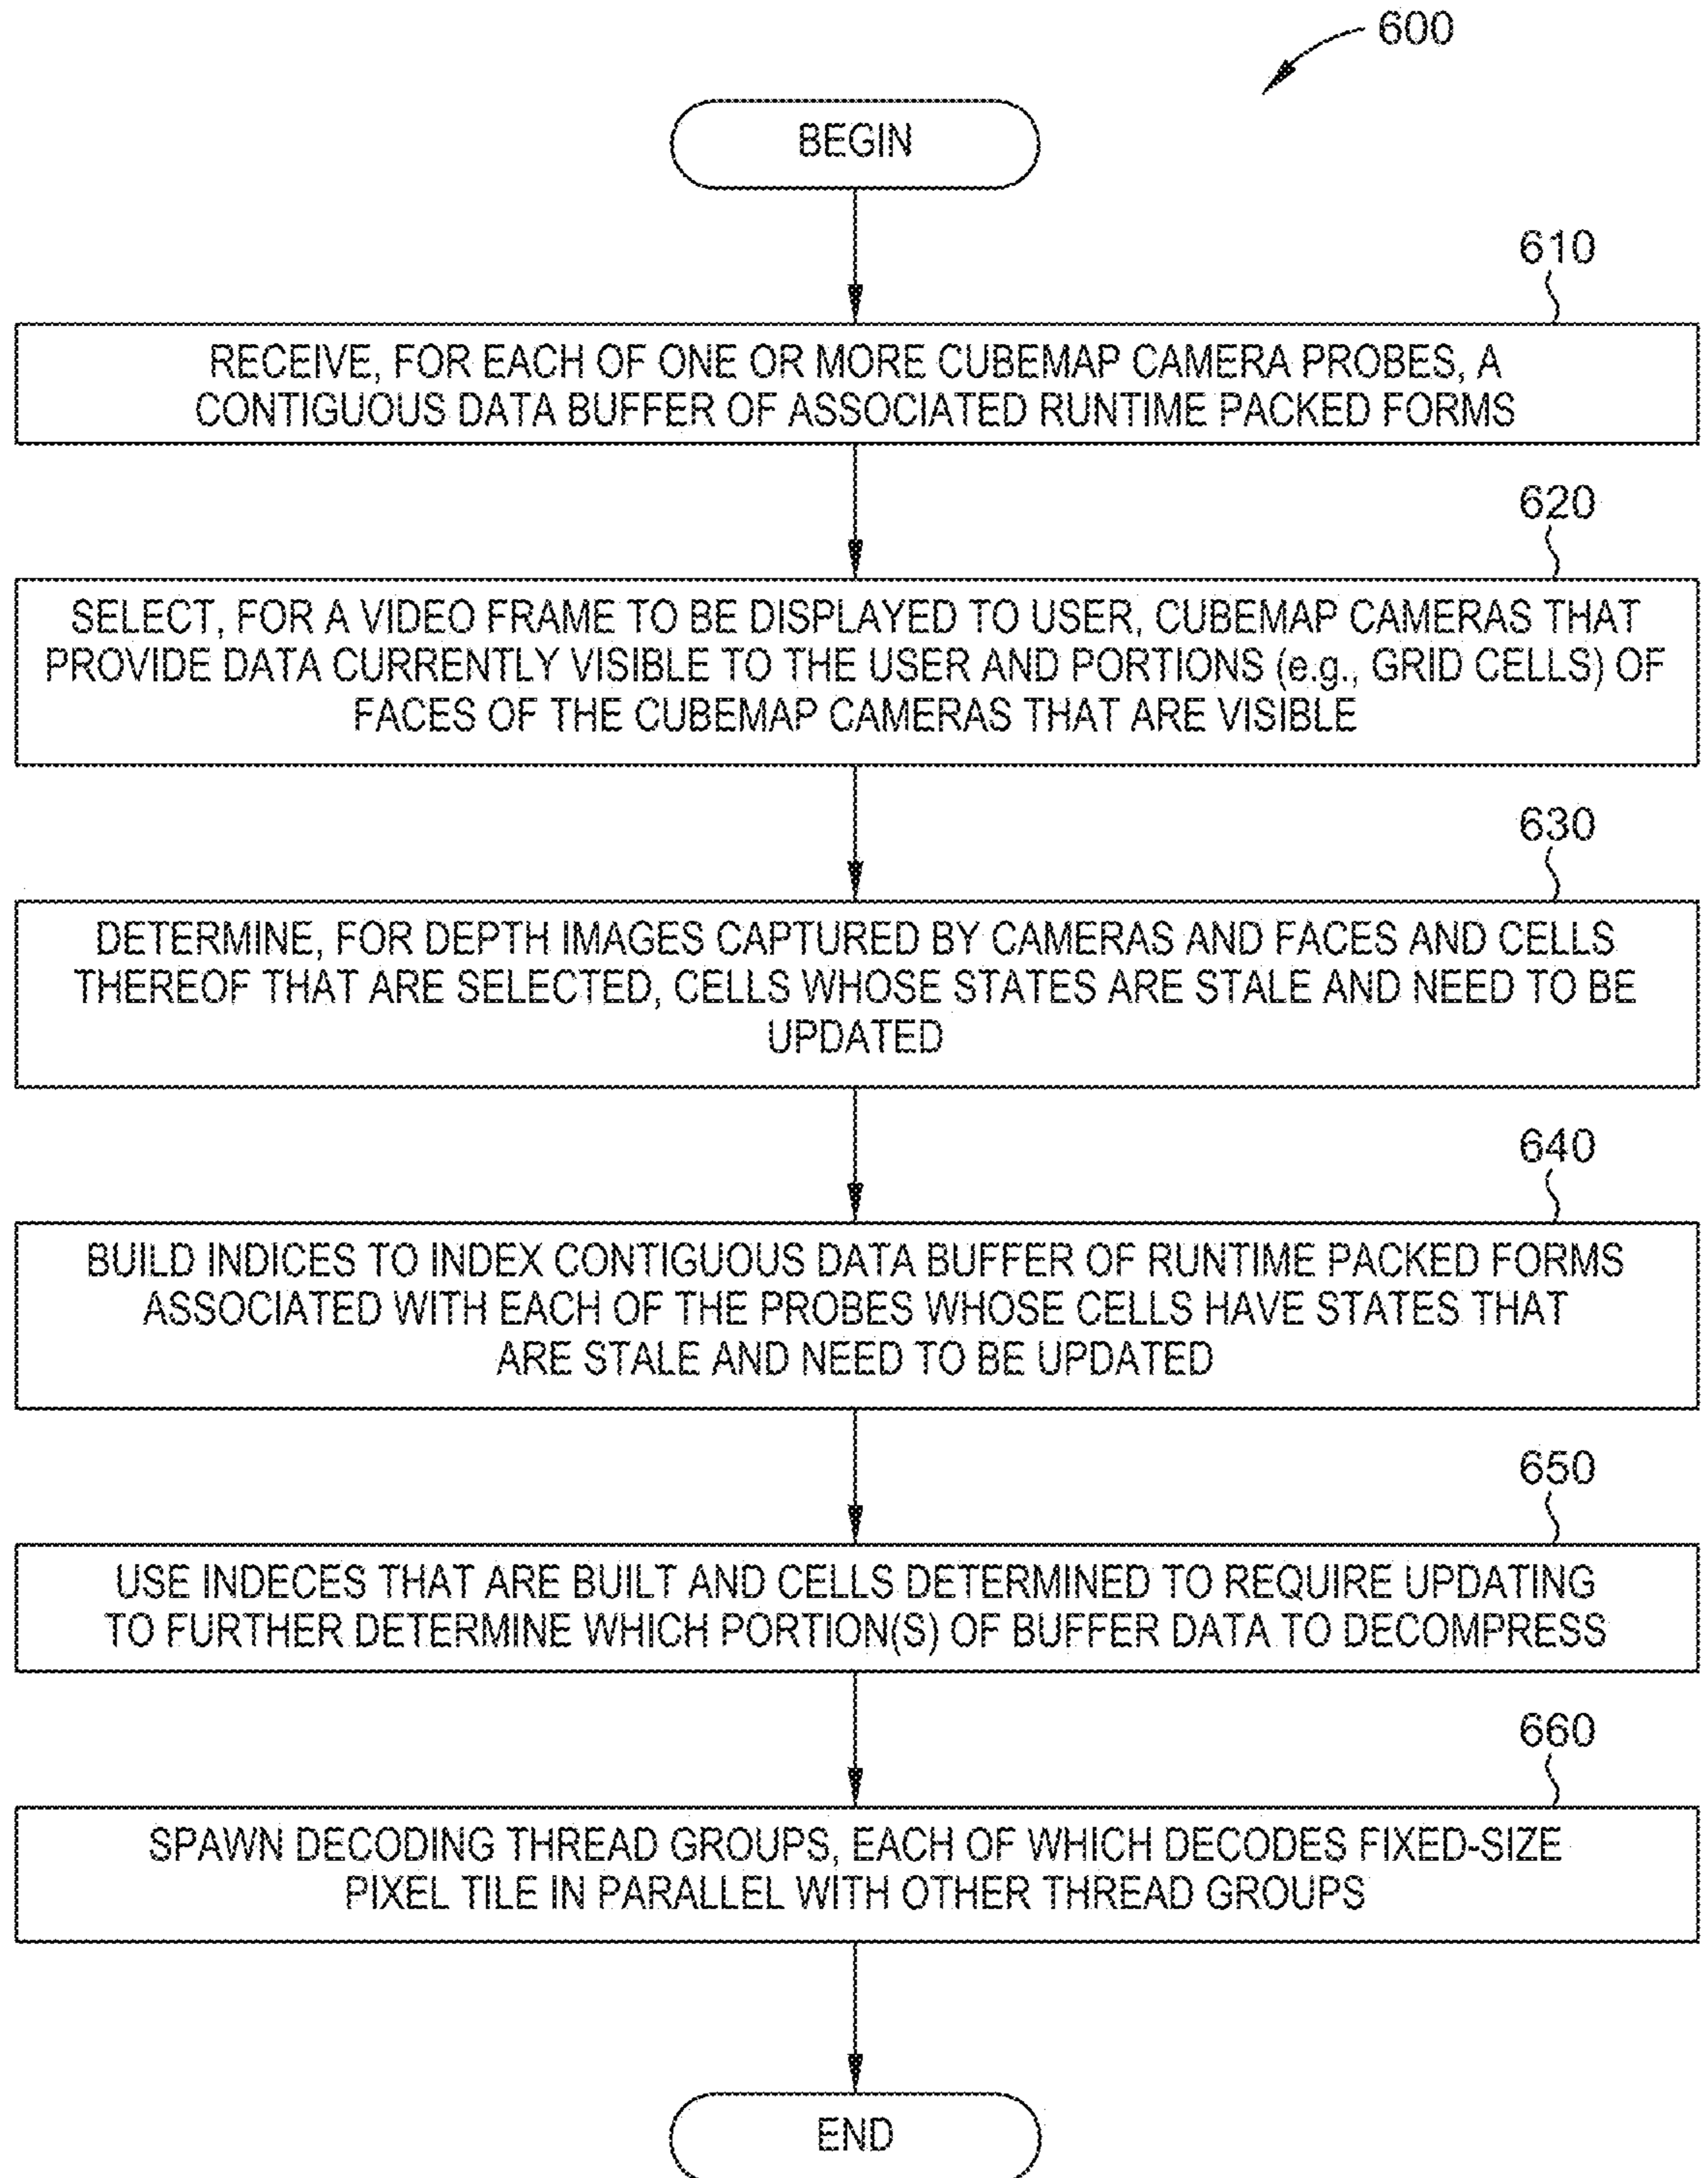 600
BEGIN
610
RECEIVE, FOR EACH OF ONE OR MORE CUBEMAP CAMERA PROBES, A
CONTIGUOUS DATA BUFFER OF ASSOCIATED RUNTIME PACKED FORMS
620
SELECT, FOR A VIDEO FRAME TO BE DISPLAYED TO USER, CUBEMAP CAMERAS THAT
PROVIDE DATA CURRENTLY VISIBLE TO THE USER AND PORTIONS (e.g., GRID CELLS) OF
FACES OF THE CUBEMAP CAMERAS THAT ARE VISIBLE
630
DETERMINE, FOR DEPTH IMAGES CAPTURED BY CAMERAS AND FACES AND CELLS
THEREOF THAT ARE SELECTED, CELLS WHOSE STATES ARE STALE AND NEED TO BE
UPDATED
640
BUILD INDICES TO INDEX CONTIGUOUS DATA BUFFER OF RUNTIME PACKED FORMS
ASSOCIATED WITH EACH OF THE PROBES WHOSE CELLS HAVE STATES THAT
ARE STALE AND NEED TO BE UPDATED
650
USE INDECES THAT ARE BUILT AND CELLS DETERMINED TO REQUIRE UPDATING
TO FURTHER DETERMINE WHICH PORTION(S) OF BUFFER DATA TO DECOMPRESS
660
SPAWN DECODING THREAD GROUPS, EACH OF WHICH DECODES FIXED-SIZE
PIXEL TILE IN PARALLEL WITH OTHER THREAD GROUPS
END